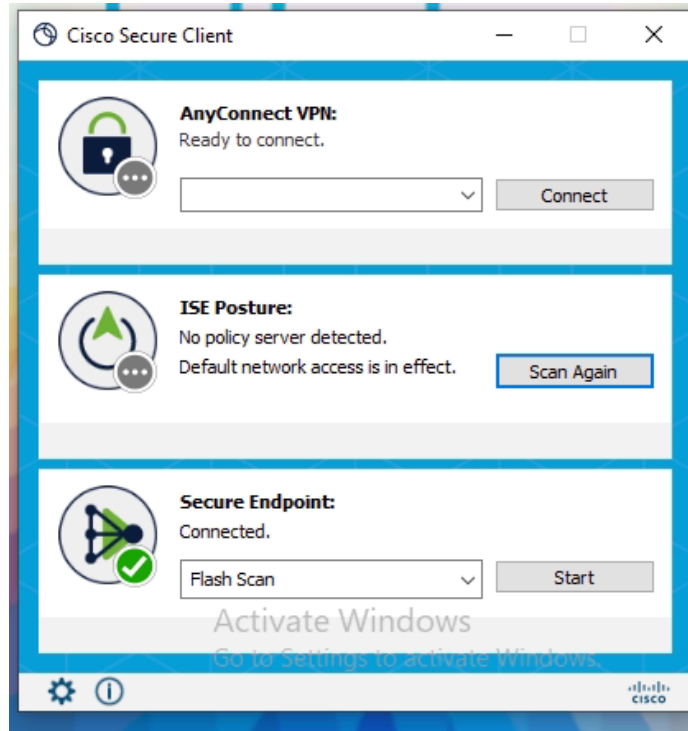 Cisco Secure Client
AnyConnect VPN:
Ready to connect.
Connect
ISE Posture:
No policy server detected.
Default network access is in effect.
Scan Again
Secure Endpoint:
Connected.
Flash Scan
Start
Activate Windows
Go to Settings to activate Windows.
CISCO